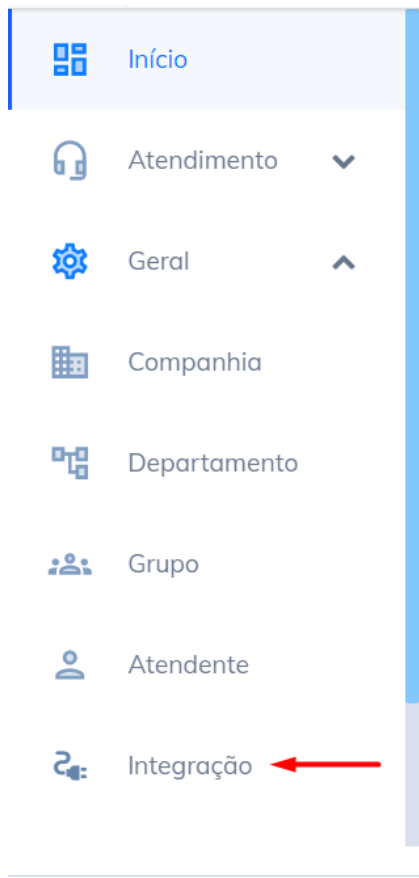 Início
Atendimento
Geral
Companhia
Departamento
Grupo
Atendente
Integração